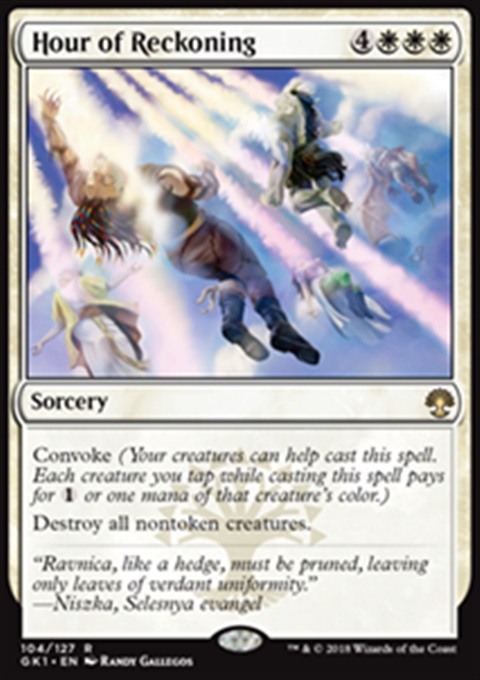 Hour of Reckoning 4
Sorcery
Convoke (Your creatures can help cast this spell.
Each creature you tap while casting this spell pays
for 1 or one mana of that creature's color.)
Destroy all nontoken creatures.
"Ravnica, like a hedge, must be pruned, leaving
only leaves of verdant uniformity."
—Niszka, Selesnya evangel
104/127 R
GK1 • EN Randy Gallegos
™ & © 2018 Wizards of the Coast